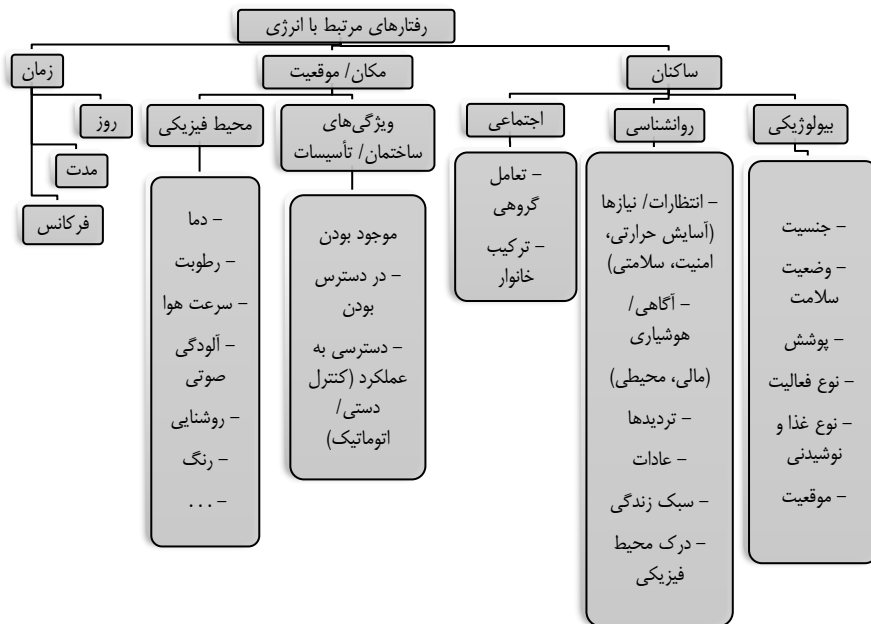 رفتارهای مرتبط با انرژی
ساکنان
مکان/ موقعیت
زمان
بیولوژیکی
روانشناسی
اجتماعی
ویژگی‌های
ساختمان/ تأسیسات
محیط فیزیکی
روز
مدت
فرکانس
– جنسیت
– وضعیت
سلامت
– پوشش
– نوع فعالیت
– نوع غذا و
نوشیدنی
– موقعیت
– انتظارات/ نیازها
(آسایش حرارتی،
امنیت، سلامتی)
– آگاهی/
هوشیاری
(مالی، محیطی)
– تردیدها
– عادات
– سبک زندگی
– درک محیط
فیزیکی
– تعامل
گروهی
– ترکیب
خانوار
موجود بودن
– در دسترس
بودن
– دسترسی به
عملکرد (کنترل
دستی/
اتوماتیک)
– دما
– رطوبت
– سرعت هوا
– آلودگی
صوتی
– روشنایی
– رنگ
– ...